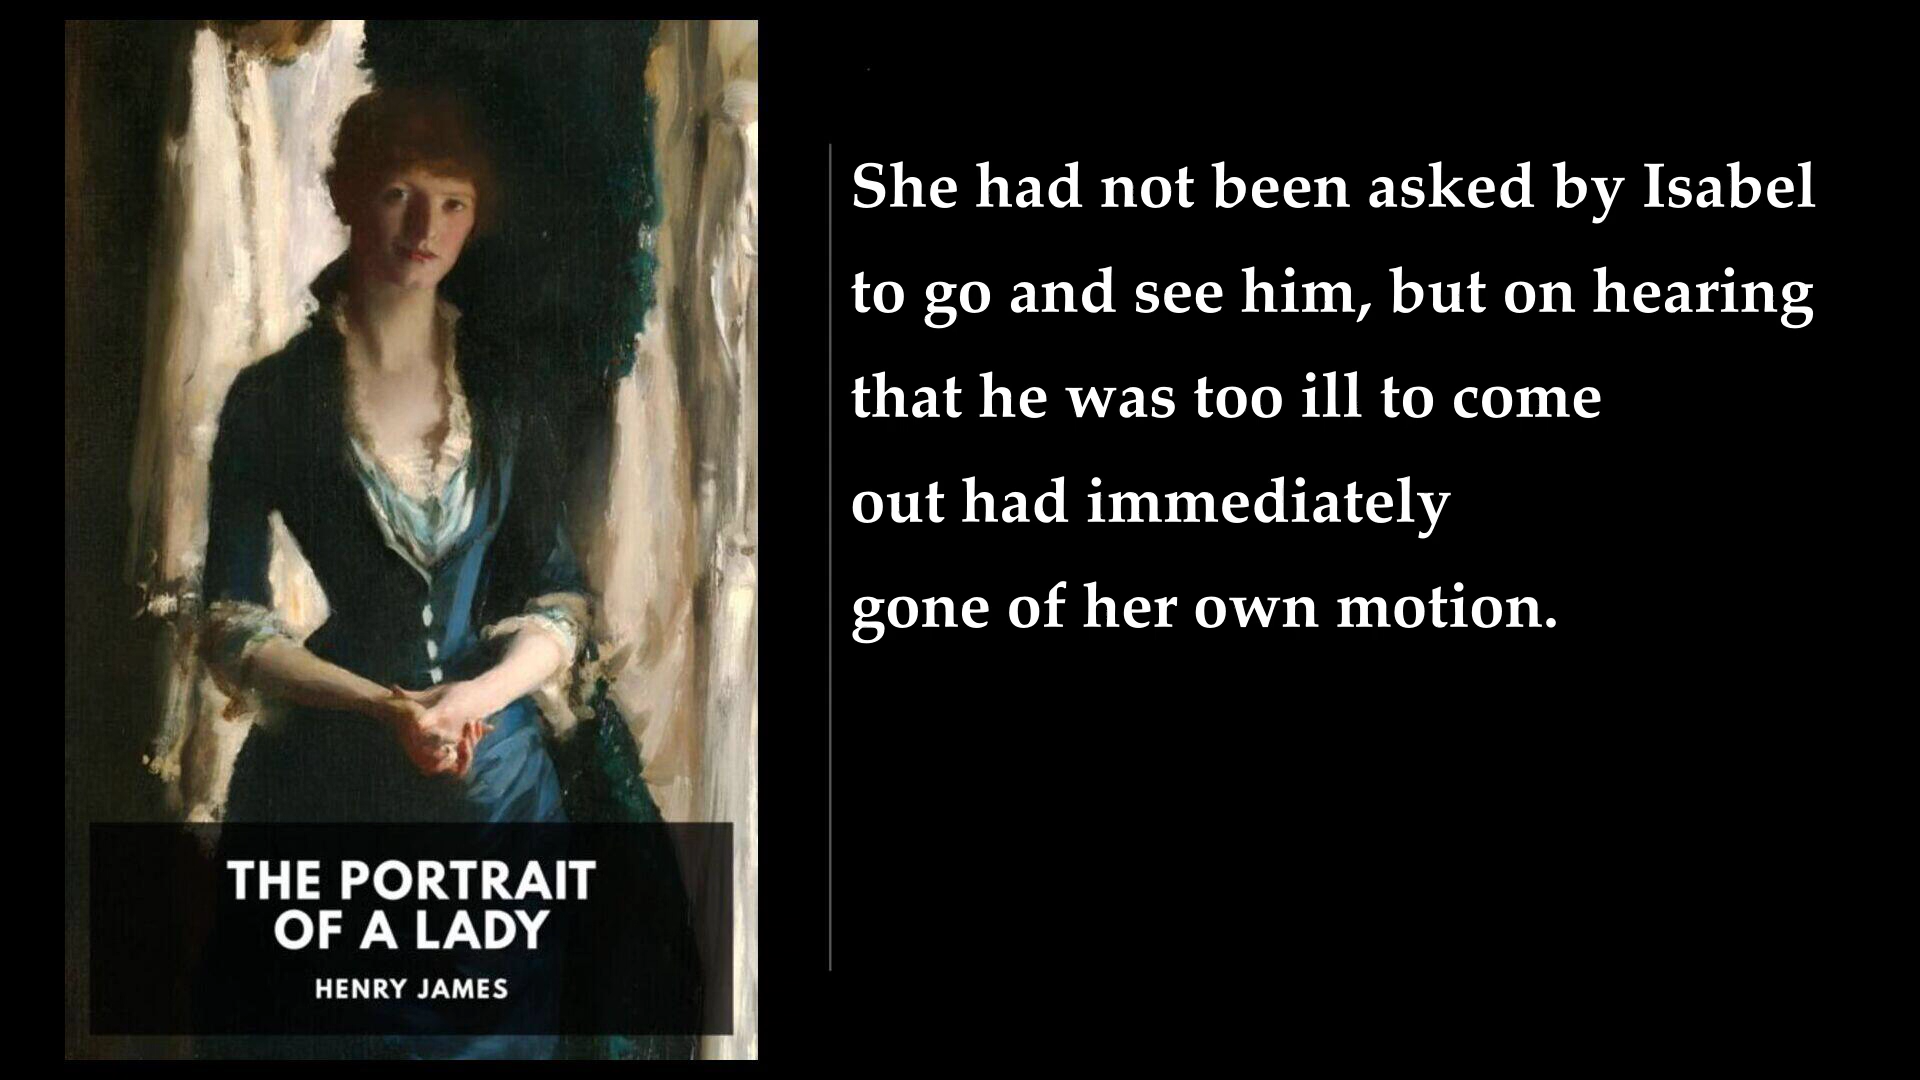 She had not been asked by Isabel
to go and see him, but on hearing
that he was too ill to come
out had immediately
gone of her own motion.
THE PORTRAIT
OF A LADY
HENRY JAMES